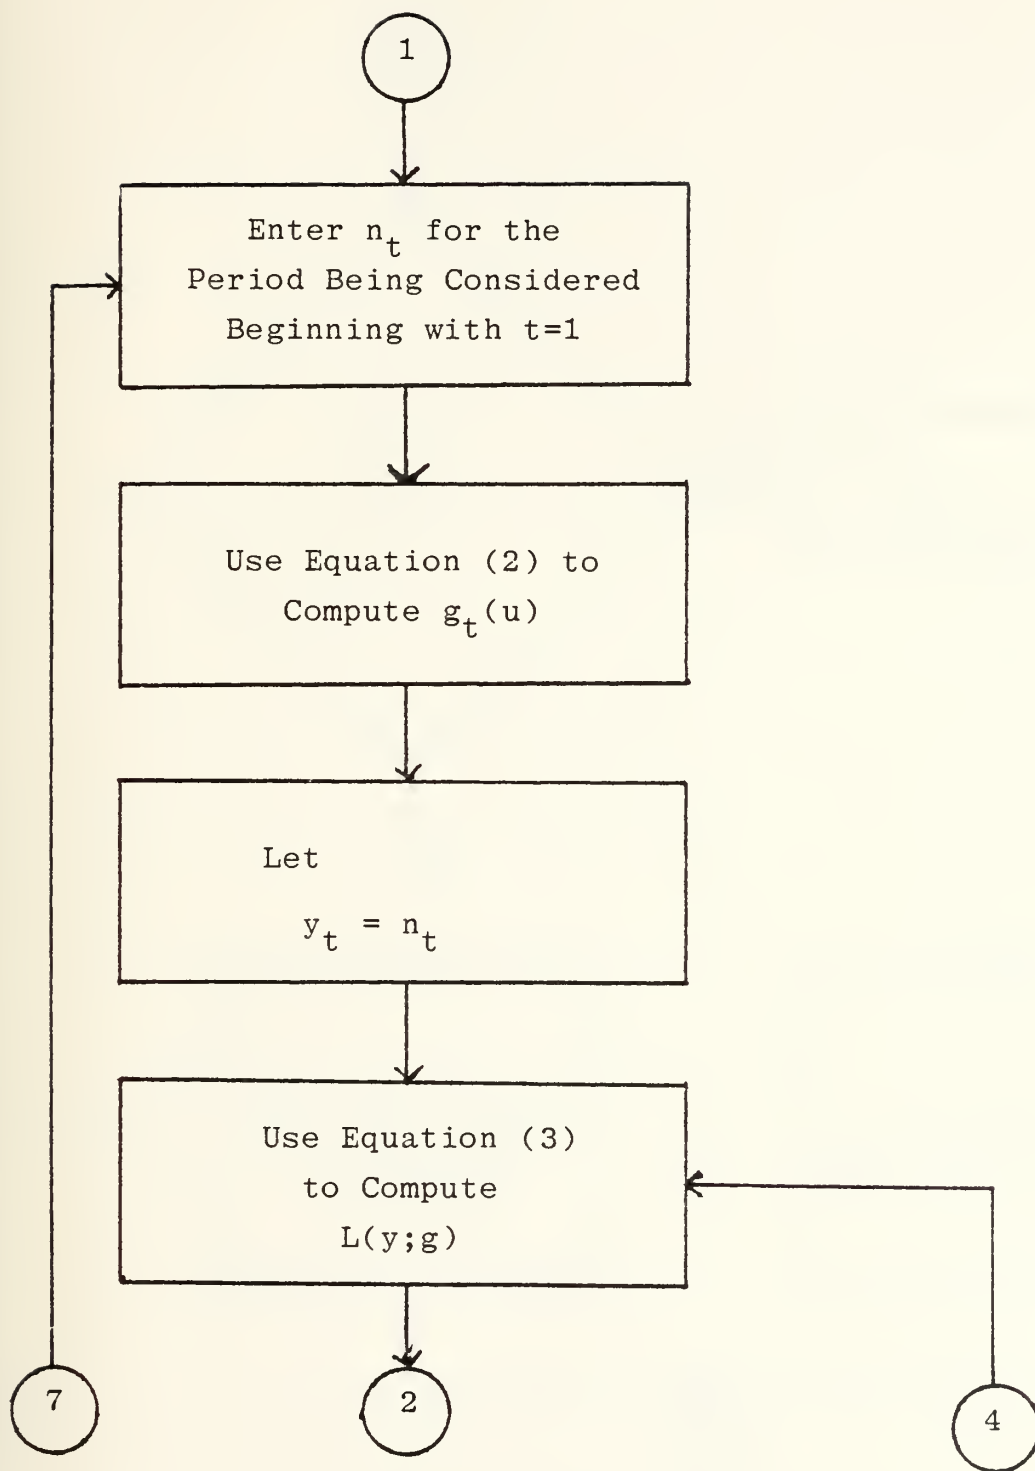 1
Enter n_t for the
Period Being Considered
Beginning with t=1
Use Equation (2) to
Compute g_t(u)
Let
y_t = n_t
Use Equation (3)
to Compute
L(y;g)
7
2
4